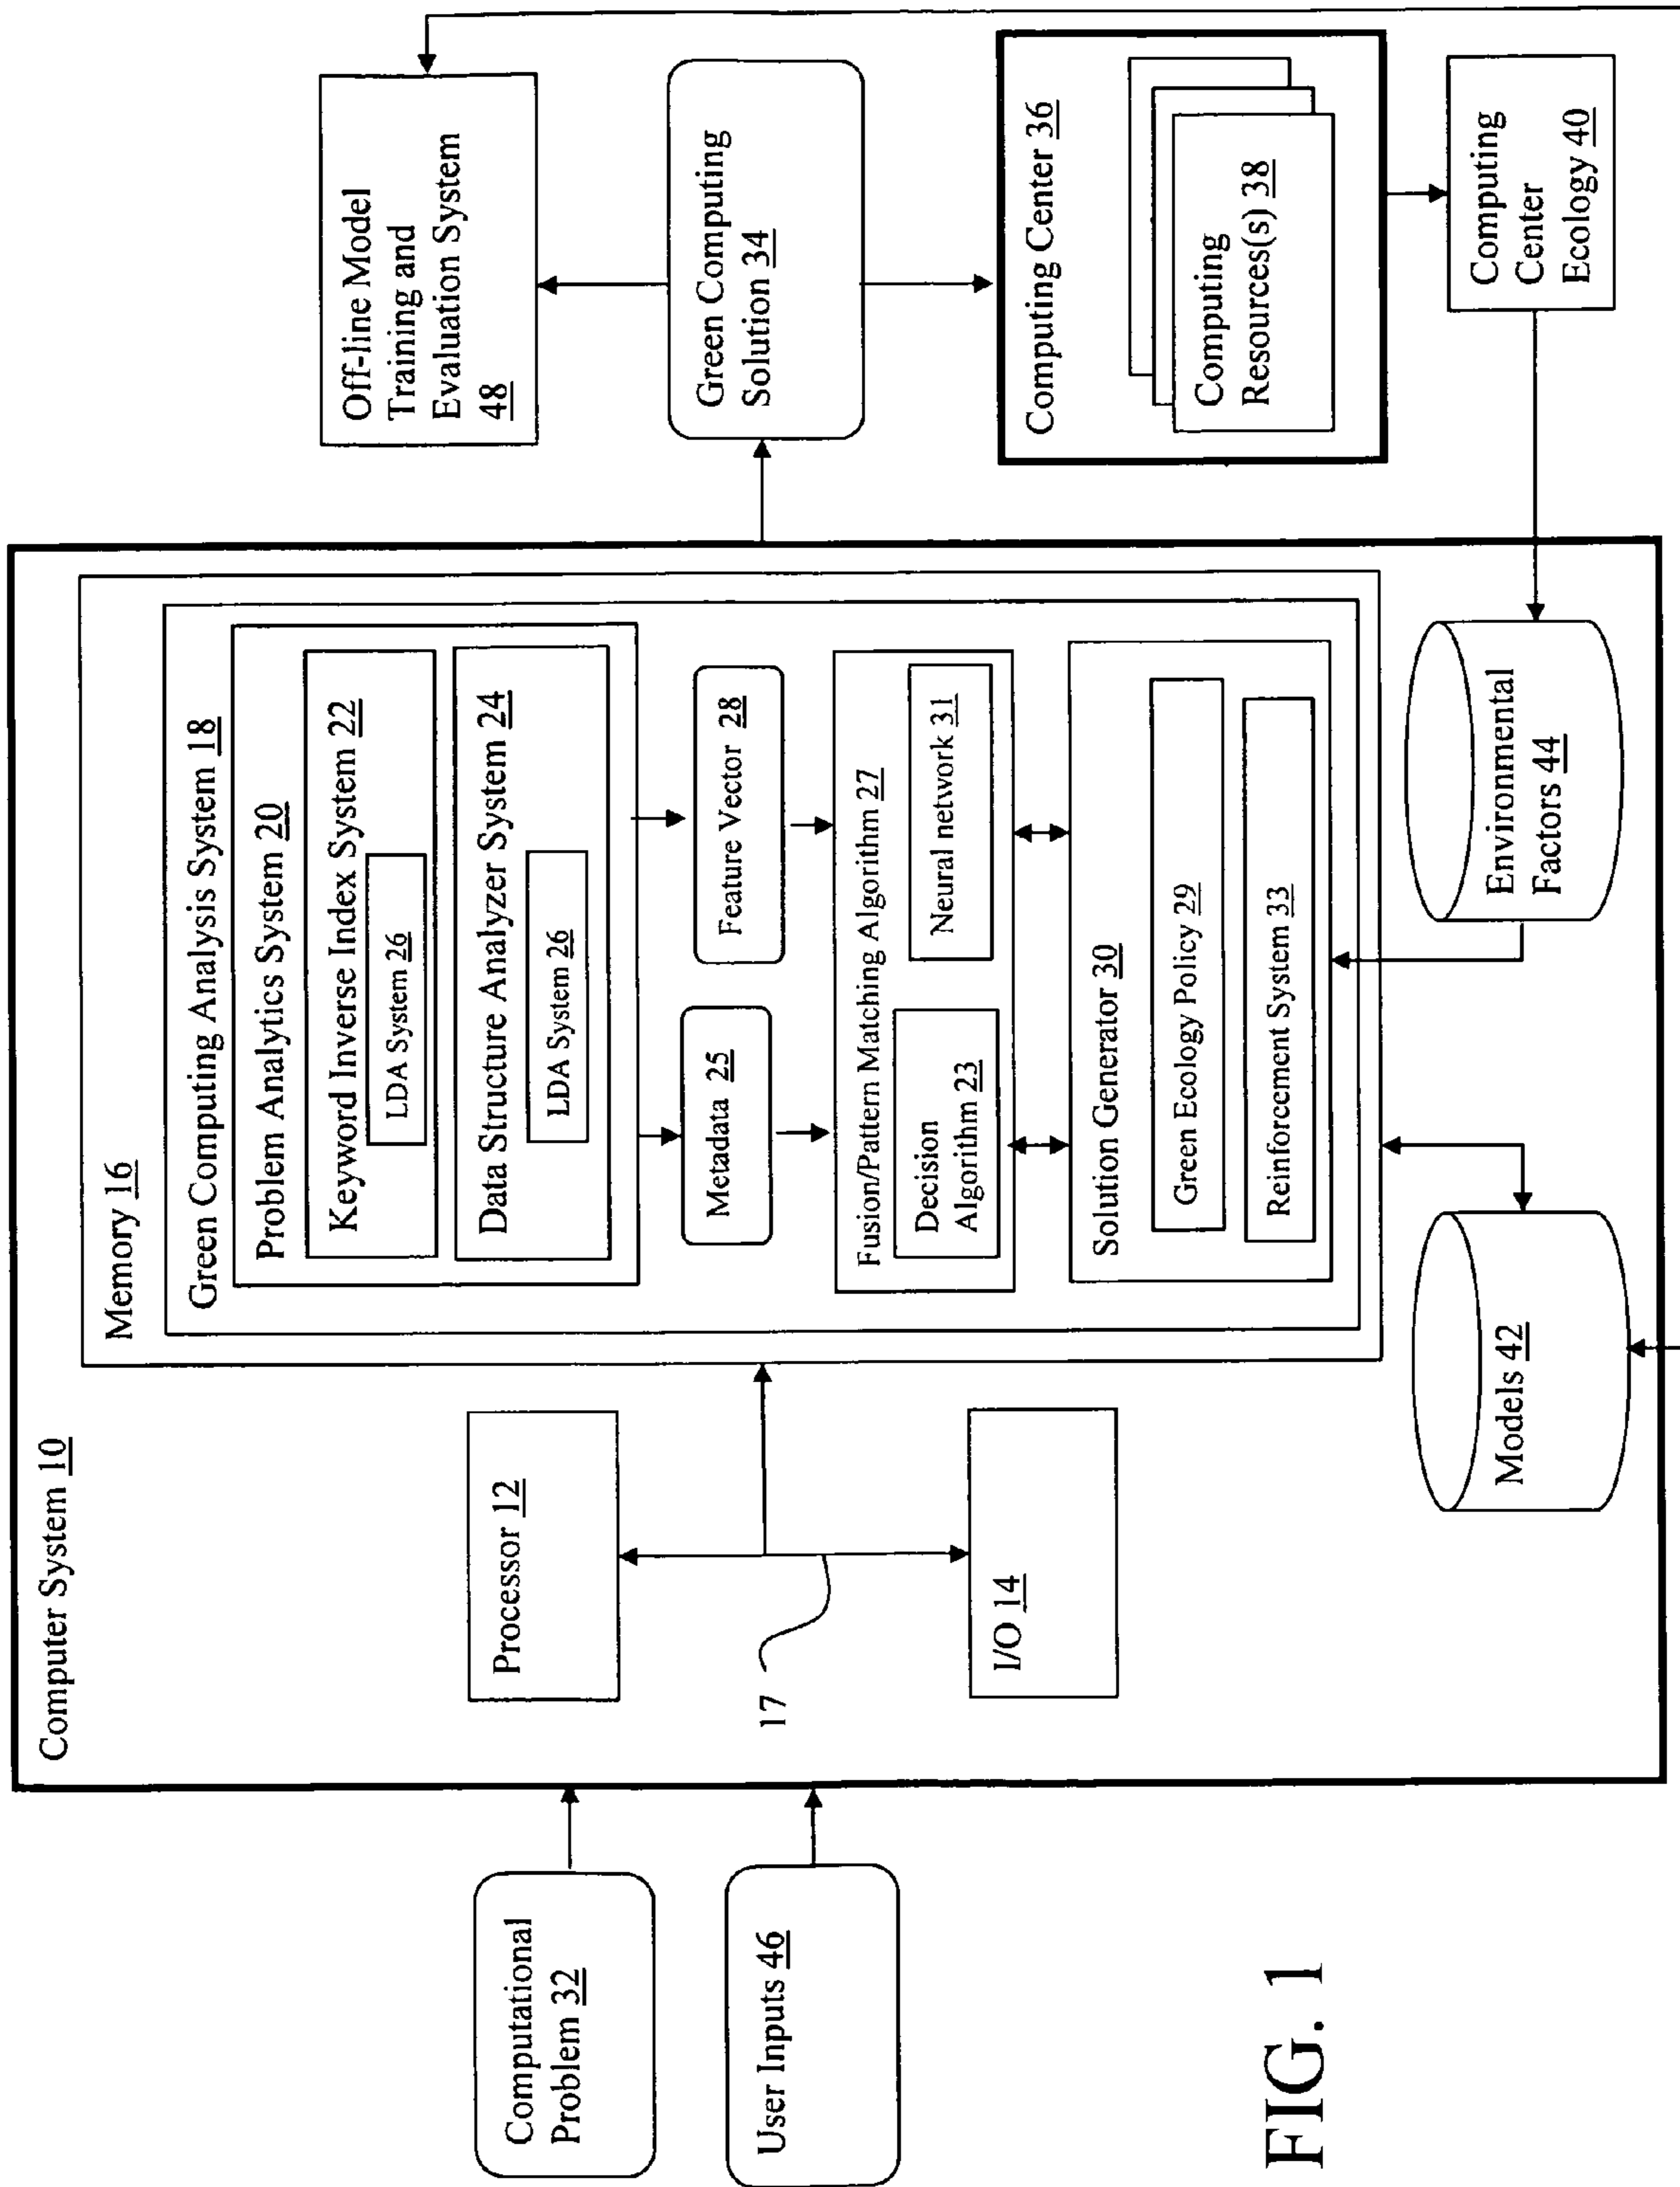 Computer System 10
Computational
Problem 32
User Inputs 46
Processor 12
17
I/O 14
Memory 16
Green Computing Analysis System 18
Problem Analytics System 20
Keyword Inverse Index System 22
LDA System 26
Data Structure Analyzer System 24
LDA System 26
Metadata 25
Feature Vector 28
Fusion/Pattern Matching Algorithm 27
Decision
Algorithm 23
Neural network 31
Solution Generator 30
Green Ecology Policy 29
Reinforcement System 33
Models 42
Environmental
Factors 44
Off-line Model
Training and
Evaluation System
48
Green Computing
Solution 34
Computing Center 36
Computing
Resources(s) 38
Computing
Center
Ecology 40
FIG. 1